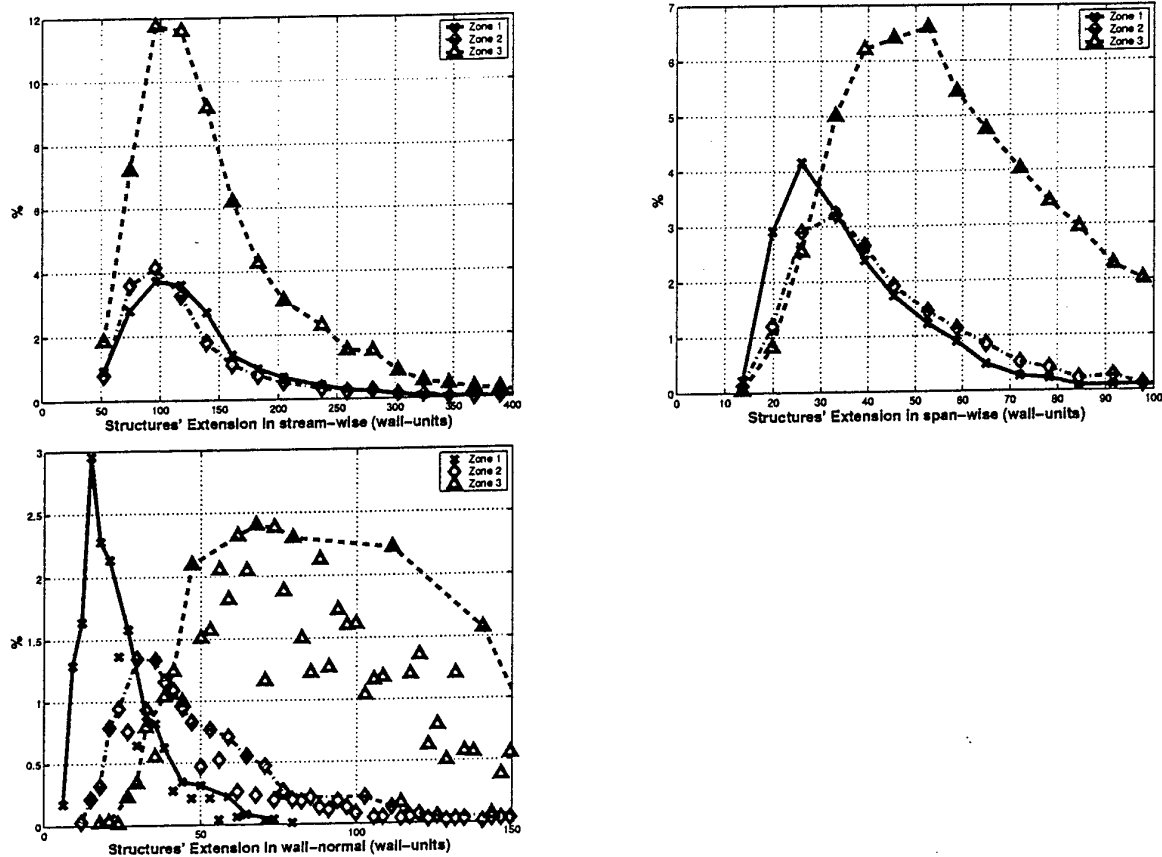 12
10
8
6
4
2
0
%
Zone 1
Zone 2
Zone 3
0 50 100 150 200 250 300 350 400
Structures' Extension in stream-wise (wall-units)
7
6
5
4
3
2
1
0
%
Zone 1
Zone 2
Zone 3
0 10 20 30 40 50 60 70 80 90 100
Structures' Extension in span-wise (wall-units)
3
2.5
2
1.5
1
0.5
0
%
Zone 1
Zone 2
Zone 3
0 50 100 150
Structures' Extension in wall-normal (wall-units)